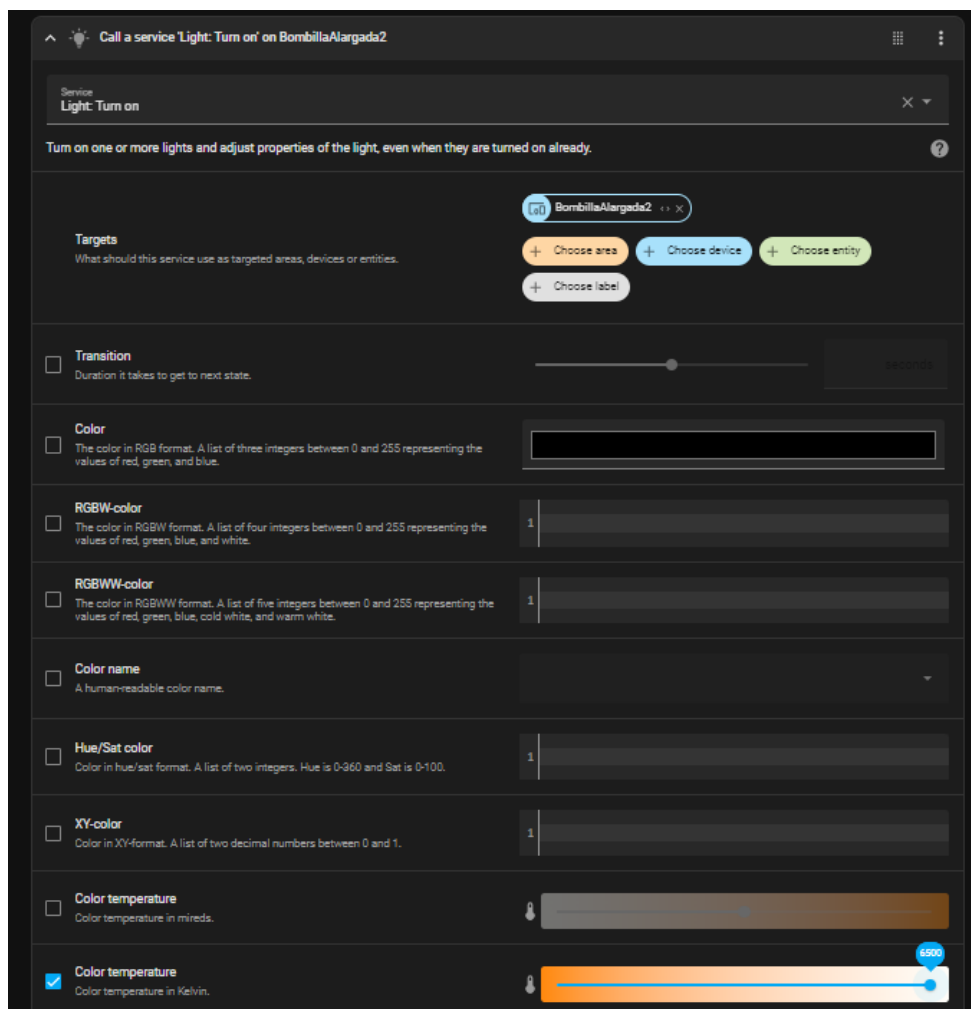 Call a service 'Light: Turn on' on BombillaAlargada2
Service
Light: Turn on
Turn on one or more lights and adjust properties of the light, even when they are turned on already.
BombillaAlargada2
Targets
What should this service use as targeted areas, devices or entities.
Choose area
Choose device
Choose entity
Choose label
Transition
Duration it takes to get to next state.
seconds
Color
The color in RGB format. A list of three integers between 0 and 255 representing the
values of red, green, and blue.
RGBW-color
The color in RGBW format. A list of four integers between 0 and 255 representing the
values of red, green, blue, and white.
1
RGBWW-color
The color in RGBWW format. A list of five integers between 0 and 255 representing the
values of red, green, blue, cold white, and warm white.
1
Color name
A human-readable color name.
Hue/Sat color
Color in hue/sat format. A list of two integers. Hue is 0-360 and Sat is 0-100.
1
XY-color
Color in XY-format. A list of two decimal numbers between 0 and 1.
1
Color temperature
Color temperature in mireds.
Color temperature
Color temperature in Kelvin.
6500